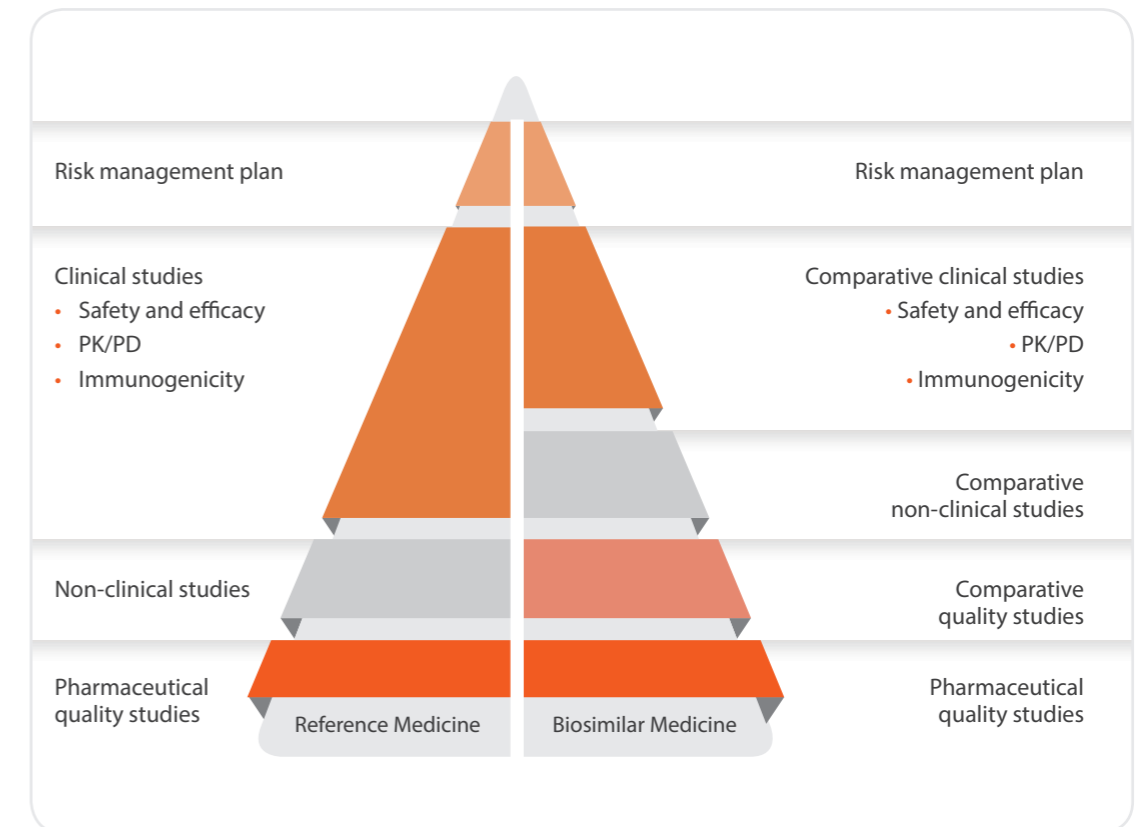 Risk management plan
Risk management plan
Clinical studies
• Safety and efficacy
• PK/PD
• Immunogenicity
Comparative clinical studies
• Safety and efficacy
• PK/PD
• Immunogenicity
Comparative
non-clinical studies
Non-clinical studies
Comparative
quality studies
Pharmaceutical
quality studies
Reference Medicine
Biosimilar Medicine
Pharmaceutical
quality studies